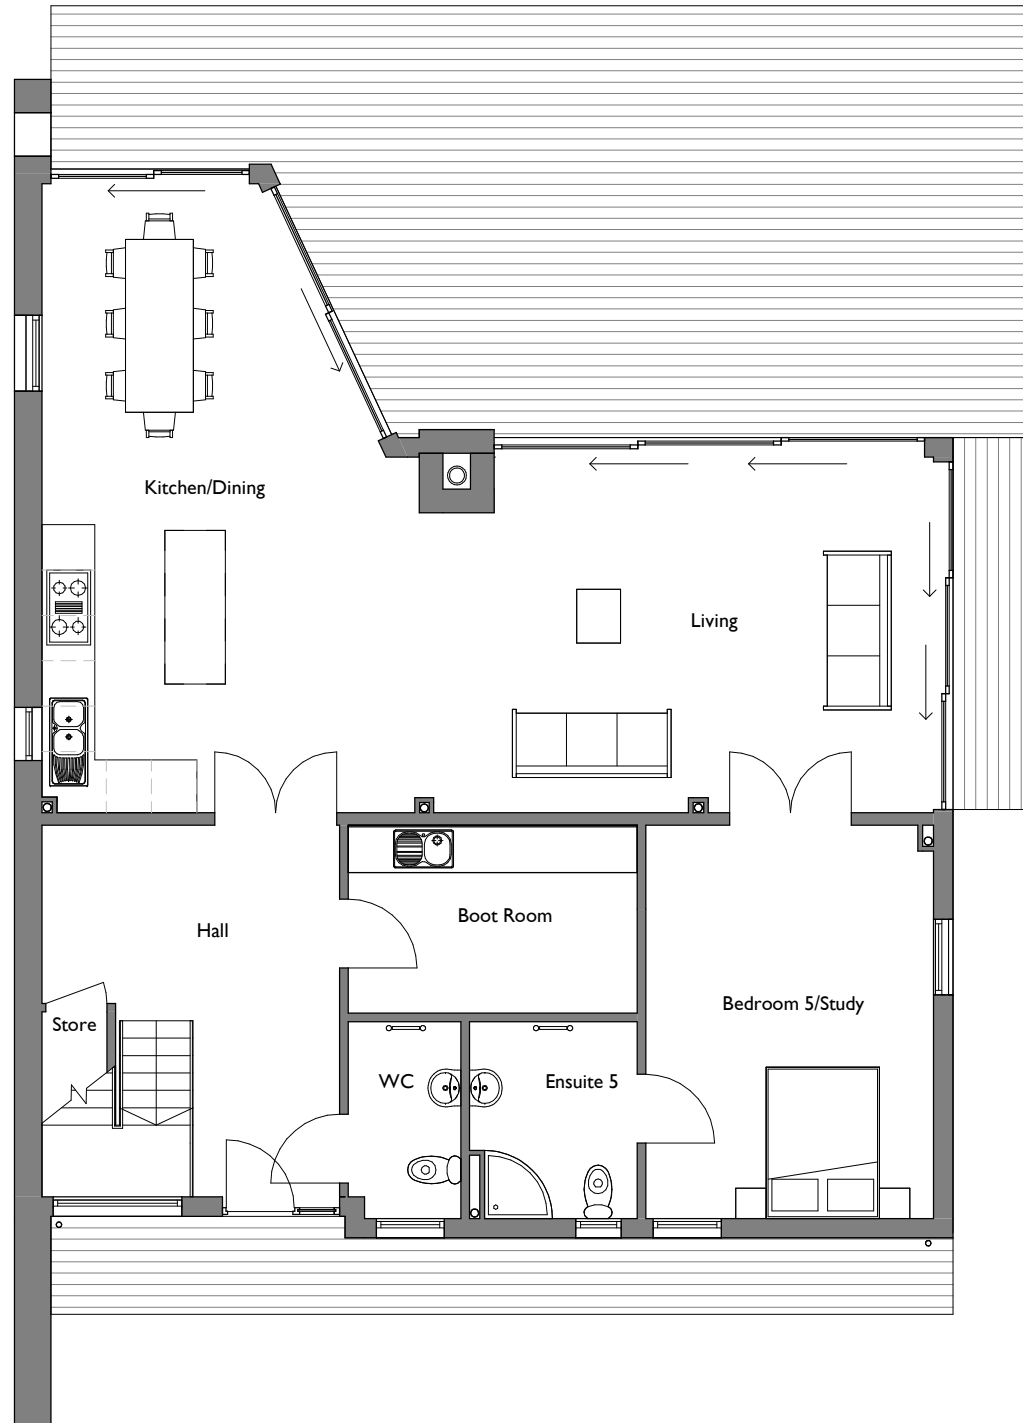 Kitchen/Dining
Living
Hall
Boot Room
Bedroom 5/Study
Store
WC
Ensuite 5